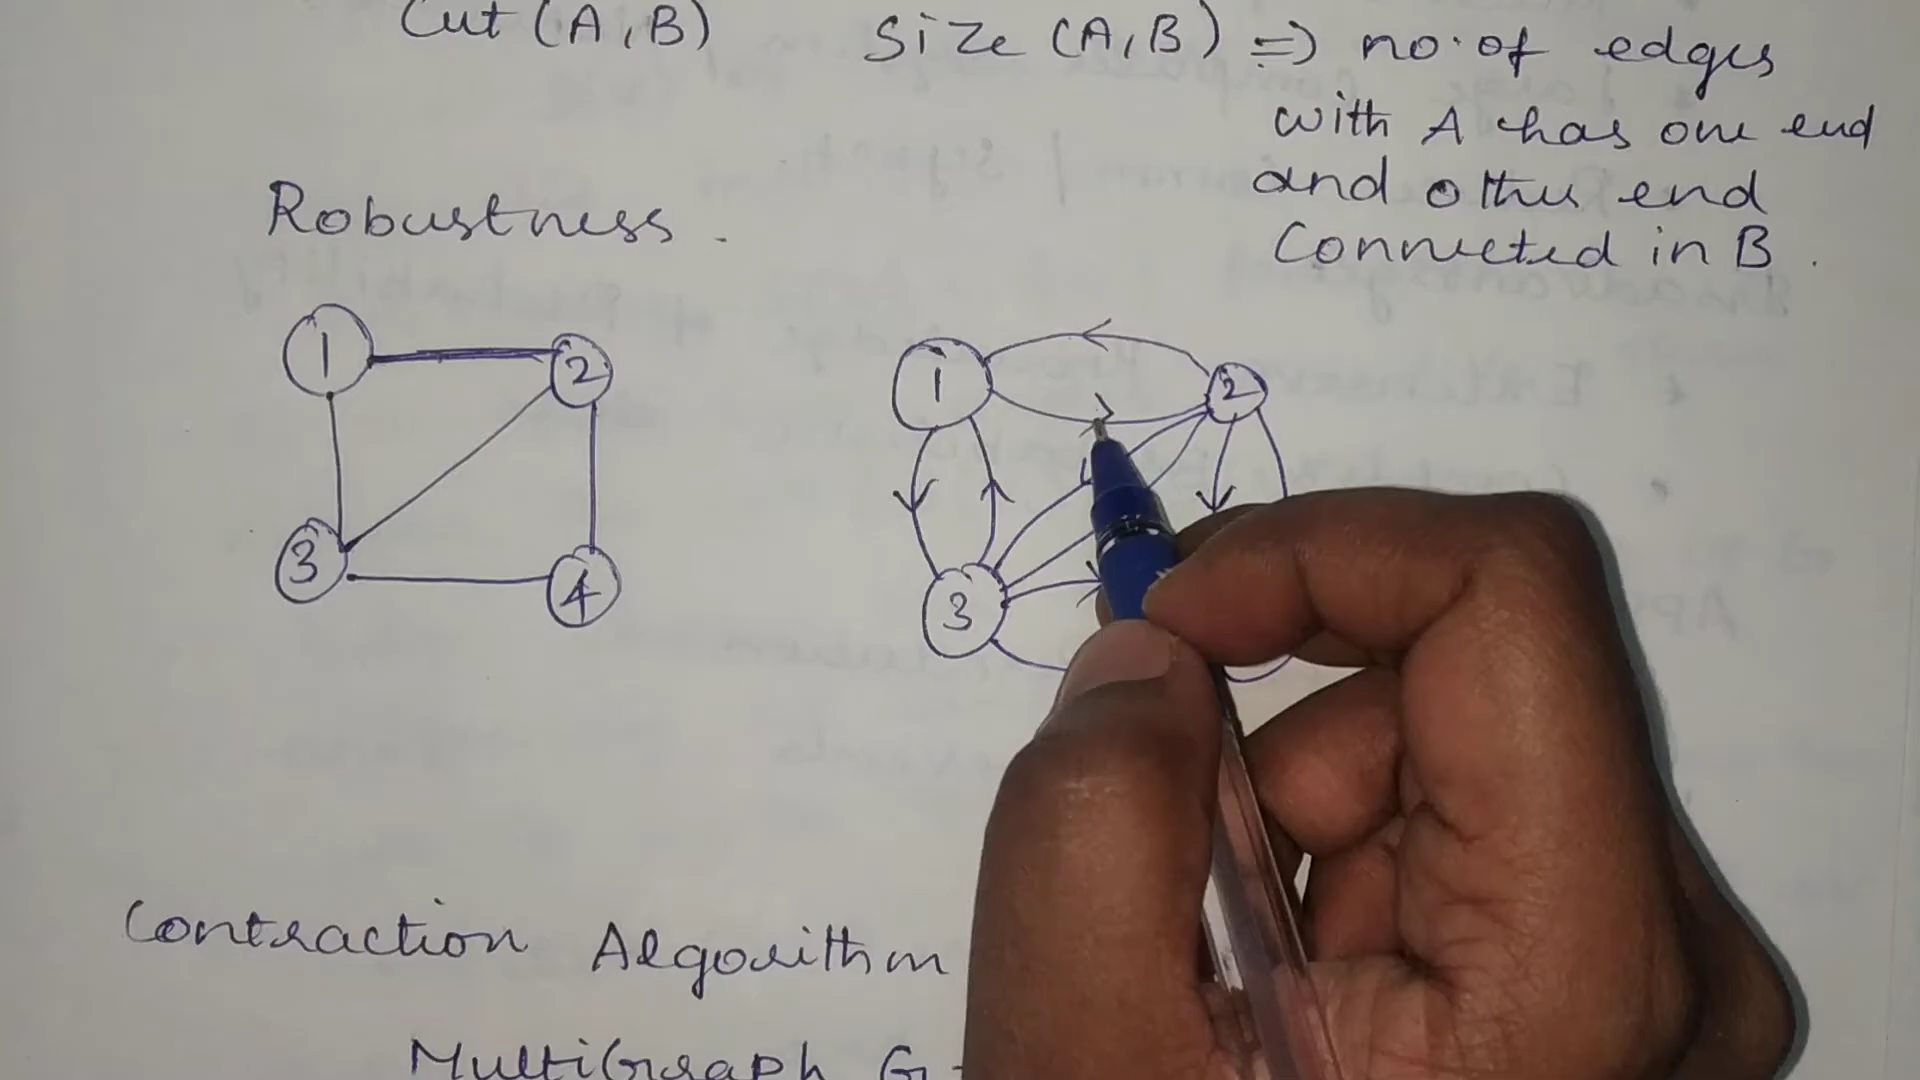 Cut (A,B) Size (A,B) => no. of edges
with A has one end
and other end
Connected in B.
Robustness.
1 2 3 4
1 2 3
Contraction Algorithm
MultiGraph G